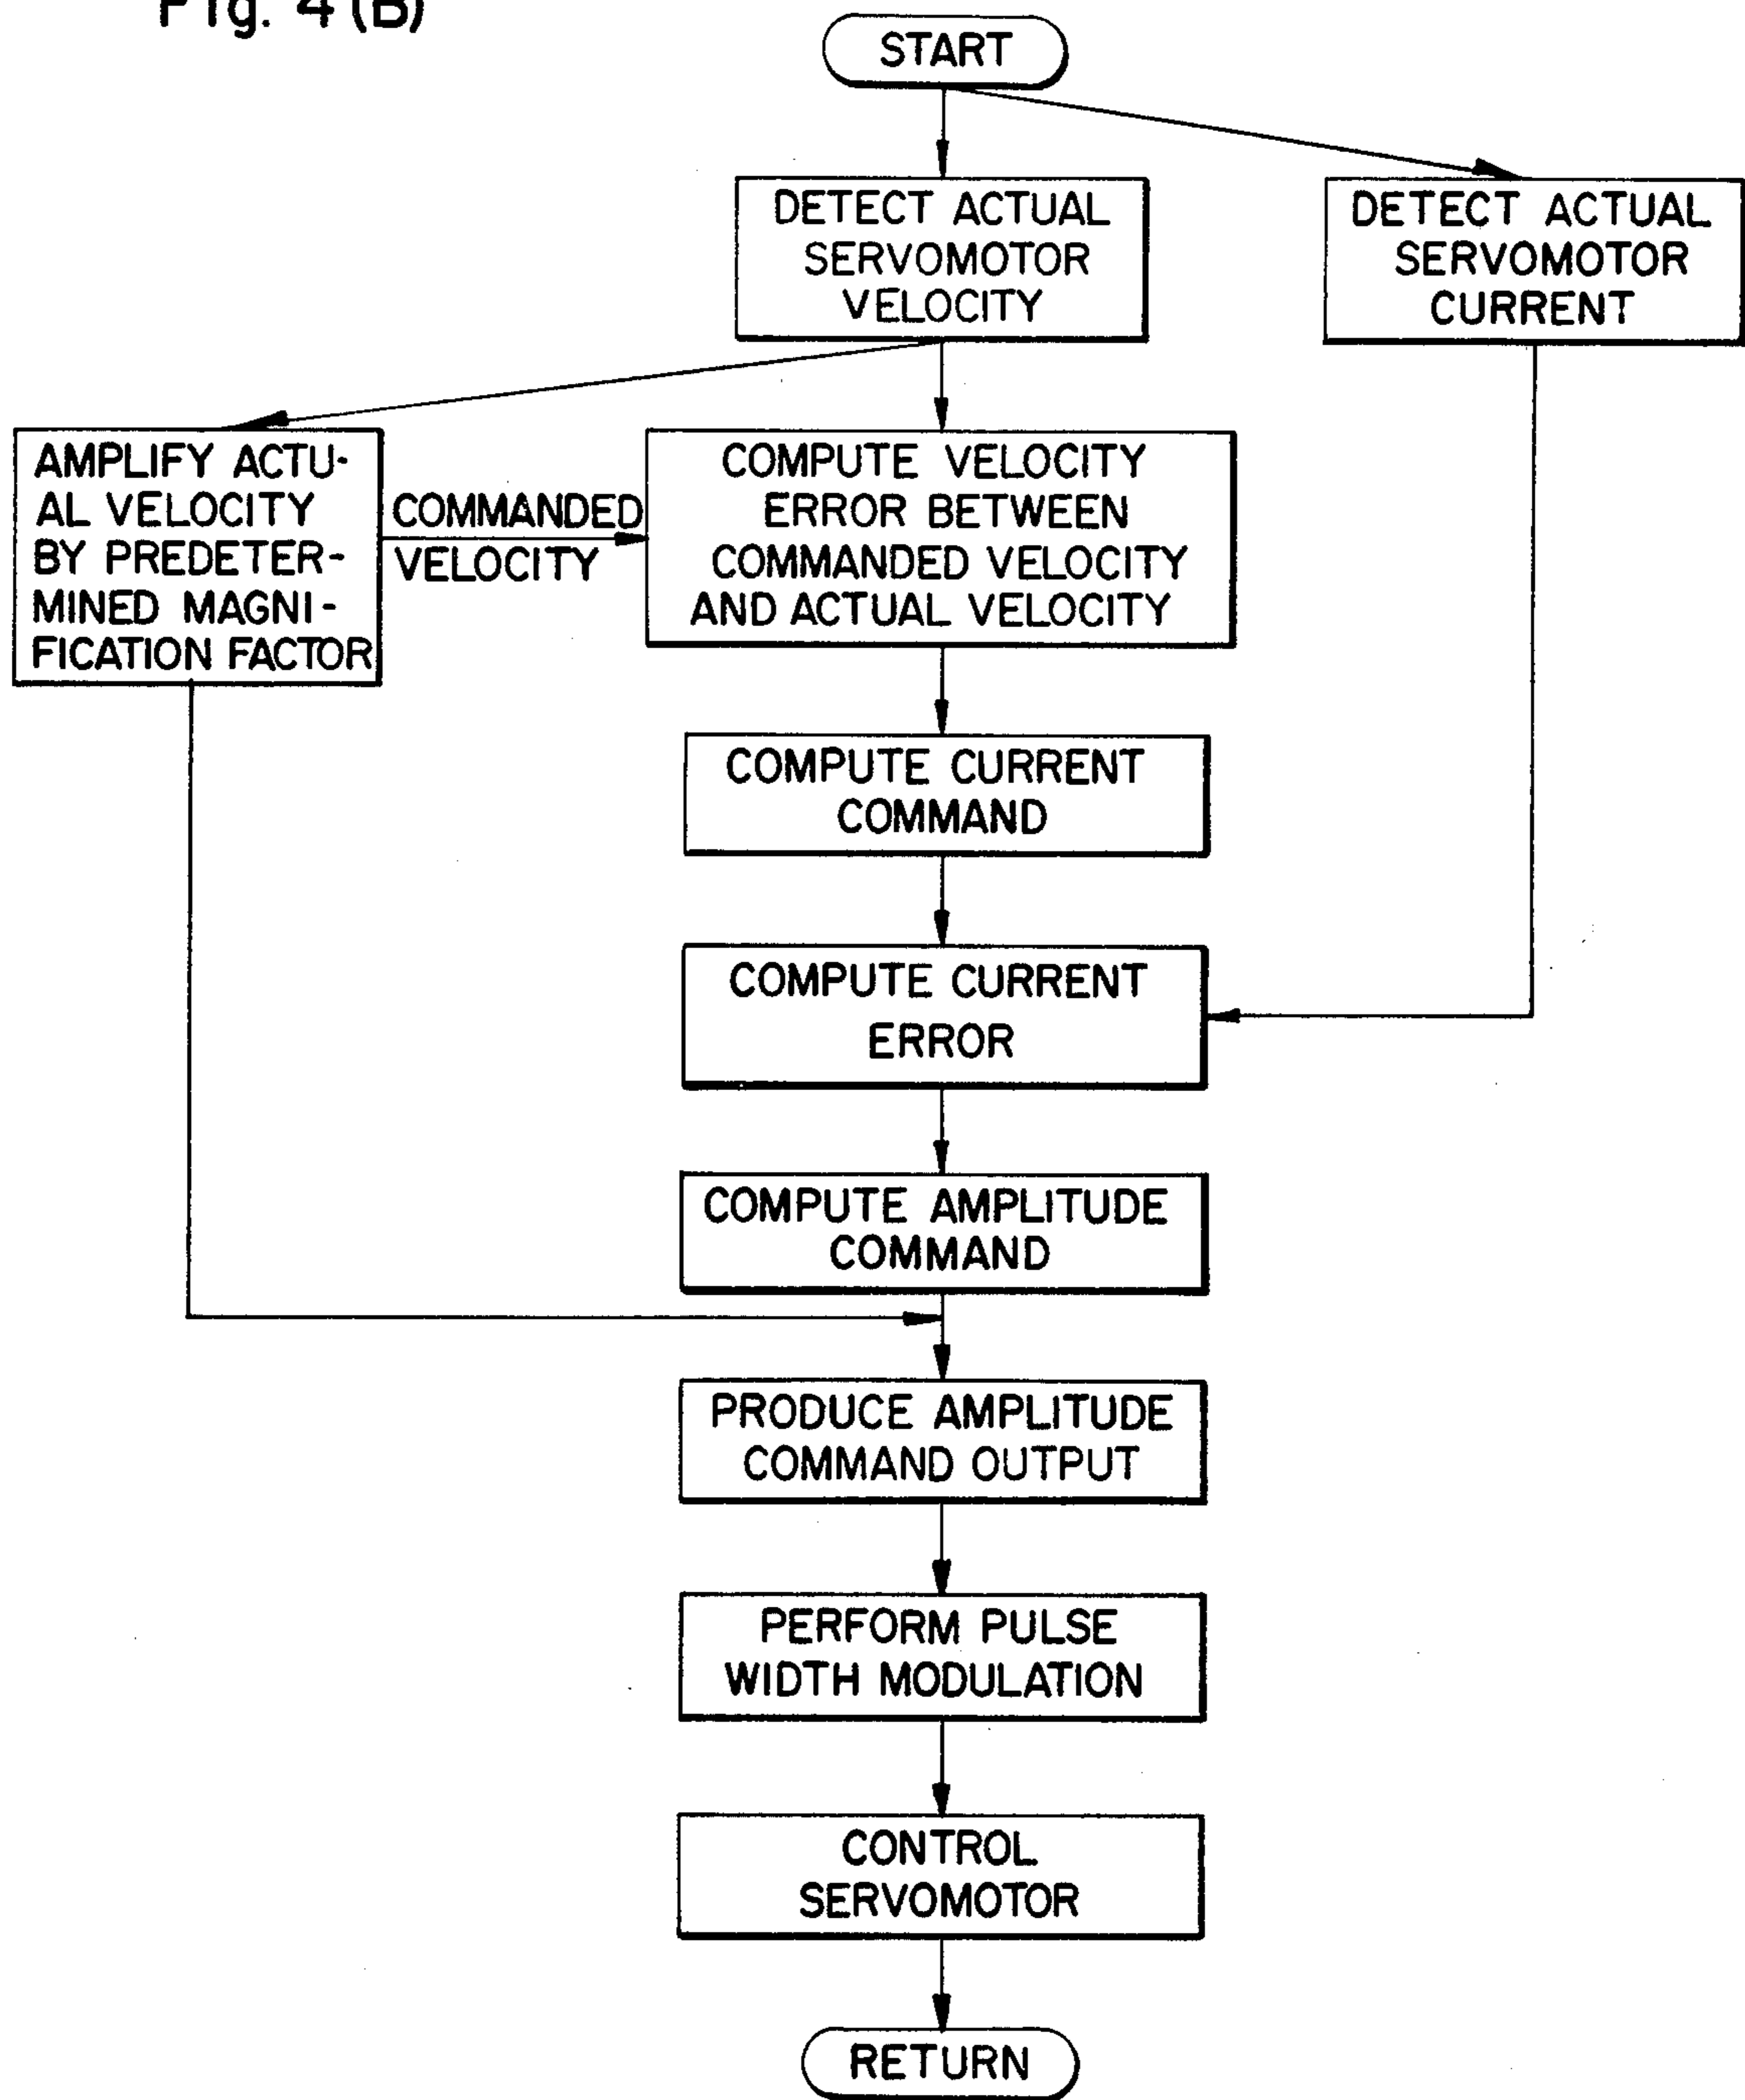 Fig. 4(B)
START
DETECT ACTUAL
SERVOMOTOR
VELOCITY
DETECT ACTUAL
SERVOMOTOR
CURRENT
AMPLIFY ACTU-
AL VELOCITY
BY PREDETER-
MINED MAGNI-
FICATION FACTOR
COMMANDED
VELOCITY
COMPUTE VELOCITY
ERROR BETWEEN
COMMANDED VELOCITY
AND ACTUAL VELOCITY
COMPUTE CURRENT
COMMAND
COMPUTE CURRENT
ERROR
COMPUTE AMPLITUDE
COMMAND
PRODUCE AMPLITUDE
COMMAND OUTPUT
PERFORM PULSE
WIDTH MODULATION
CONTROL
SERVOMOTOR
RETURN